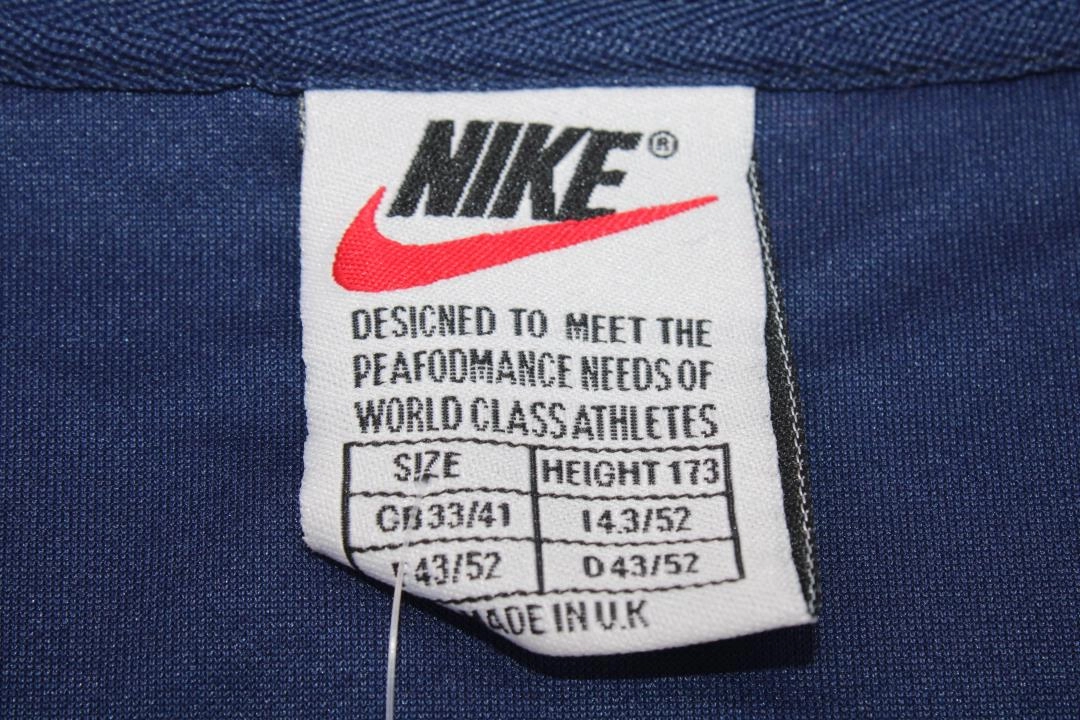 NIKE®
DESIGNED TO MEET THE
PEAFODMANCE NEEDS OF
WORLD CLASS ATHLETES
SIZE HEIGHT 173
GB 33/41 I 43/52
F 43/52 D 43/52
MADE IN U.K